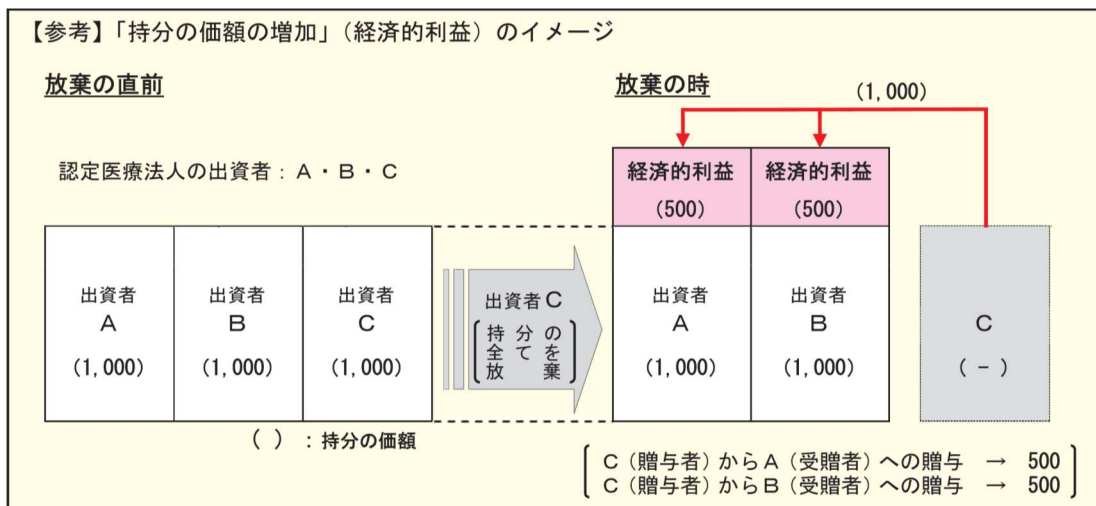 【参考】「持分の価額の増加」（経済的利益）のイメージ
放棄の直前
放棄の時
(1,000)
認定医療法人の出資者：Ａ・Ｂ・Ｃ
経済的利益
(500)
経済的利益
(500)
出資者
Ａ
(1,000)
出資者
Ｂ
(1,000)
出資者
Ｃ
(1,000)
出資者Ｃ
持分の
全てを
放棄
出資者
Ａ
(1,000)
出資者
Ｂ
(1,000)
Ｃ
(－)
( ) ：持分の価額
Ｃ（贈与者）からＡ（受贈者）への贈与 → 500
Ｃ（贈与者）からＢ（受贈者）への贈与 → 500